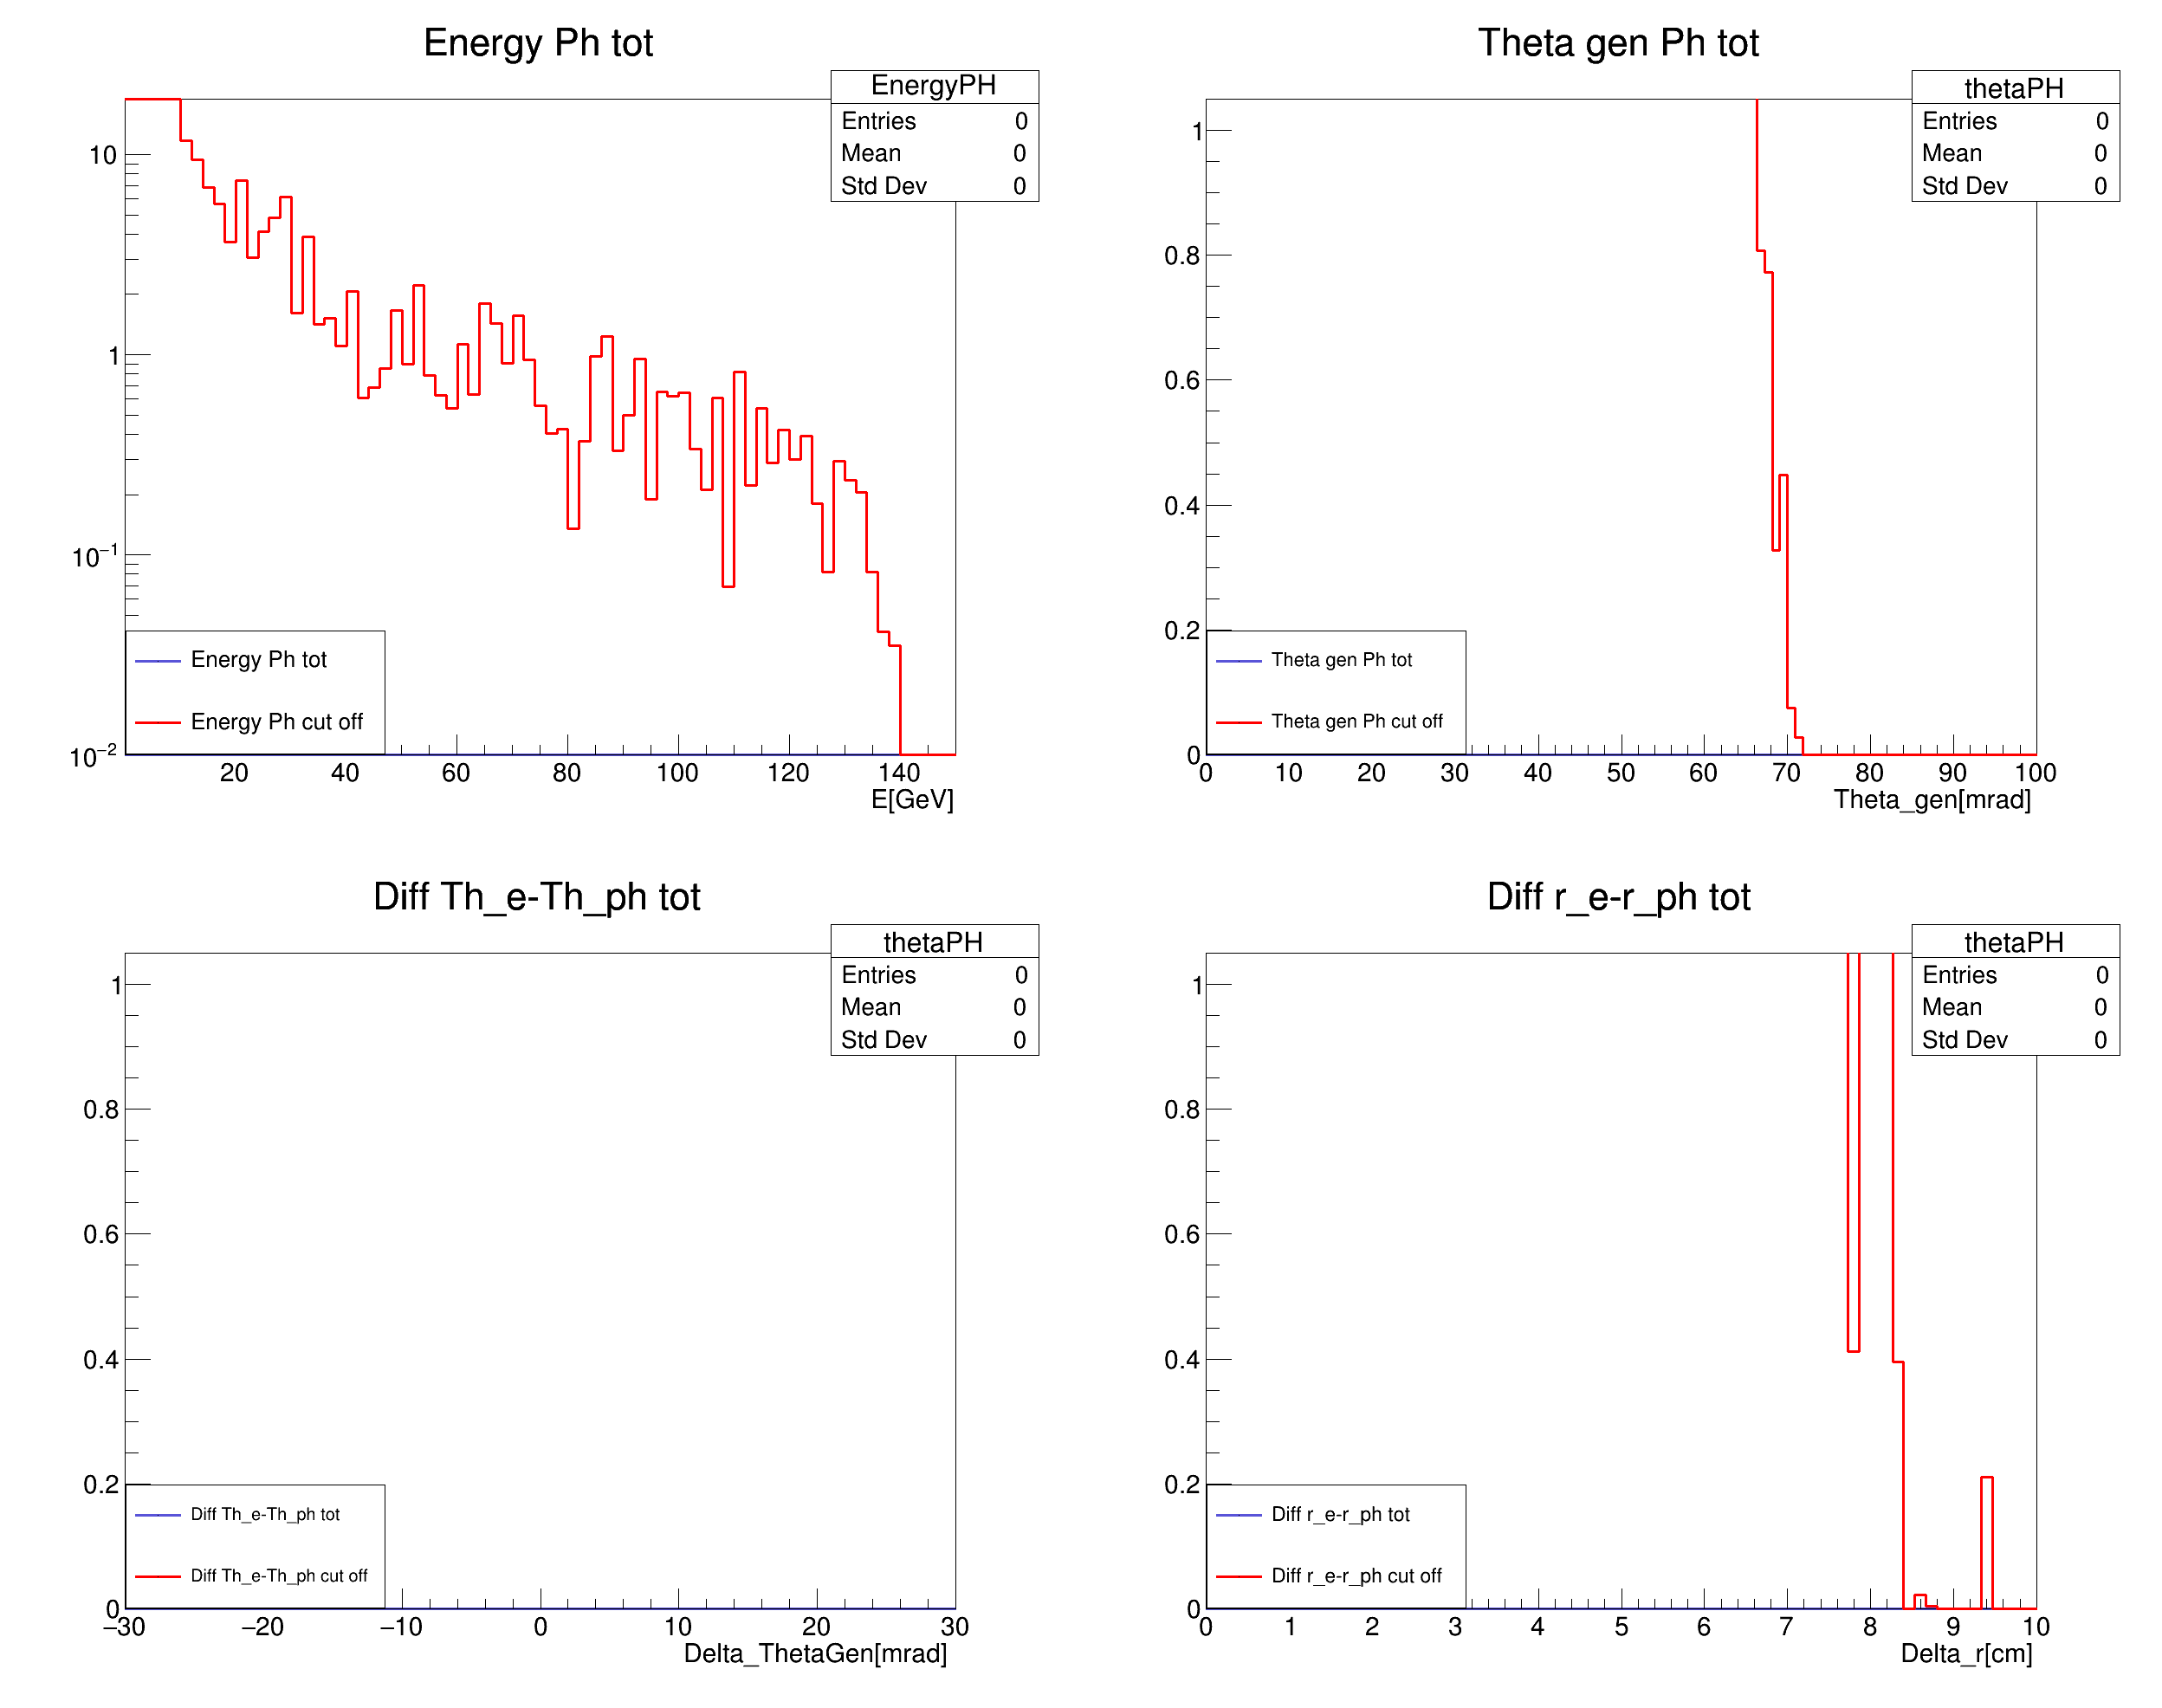 Energy Ph tot
EnergyPH
Entries 0
Mean 0
Std Dev 0
10
1
10⁻¹
10⁻²
Energy Ph tot
Energy Ph cut off
20 40 60 80 100 120 140
E[GeV]
Theta gen Ph tot
thetaPH
Entries 0
Mean 0
Std Dev 0
1
0.8
0.6
0.4
0.2
0
Theta gen Ph tot
Theta gen Ph cut off
0 10 20 30 40 50 60 70 80 90 100
Theta_gen[mrad]
Diff Th_e-Th_ph tot
thetaPH
Entries 0
Mean 0
Std Dev 0
1
0.8
0.6
0.4
0.2
0
Diff Th_e-Th_ph tot
Diff Th_e-Th_ph cut off
−30 −20 −10 0 10 20 30
Delta_ThetaGen[mrad]
Diff r_e-r_ph tot
thetaPH
Entries 0
Mean 0
Std Dev 0
1
0.8
0.6
0.4
0.2
0
Diff r_e-r_ph tot
Diff r_e-r_ph cut off
0 1 2 3 4 5 6 7 8 9 10
Delta_r[cm]